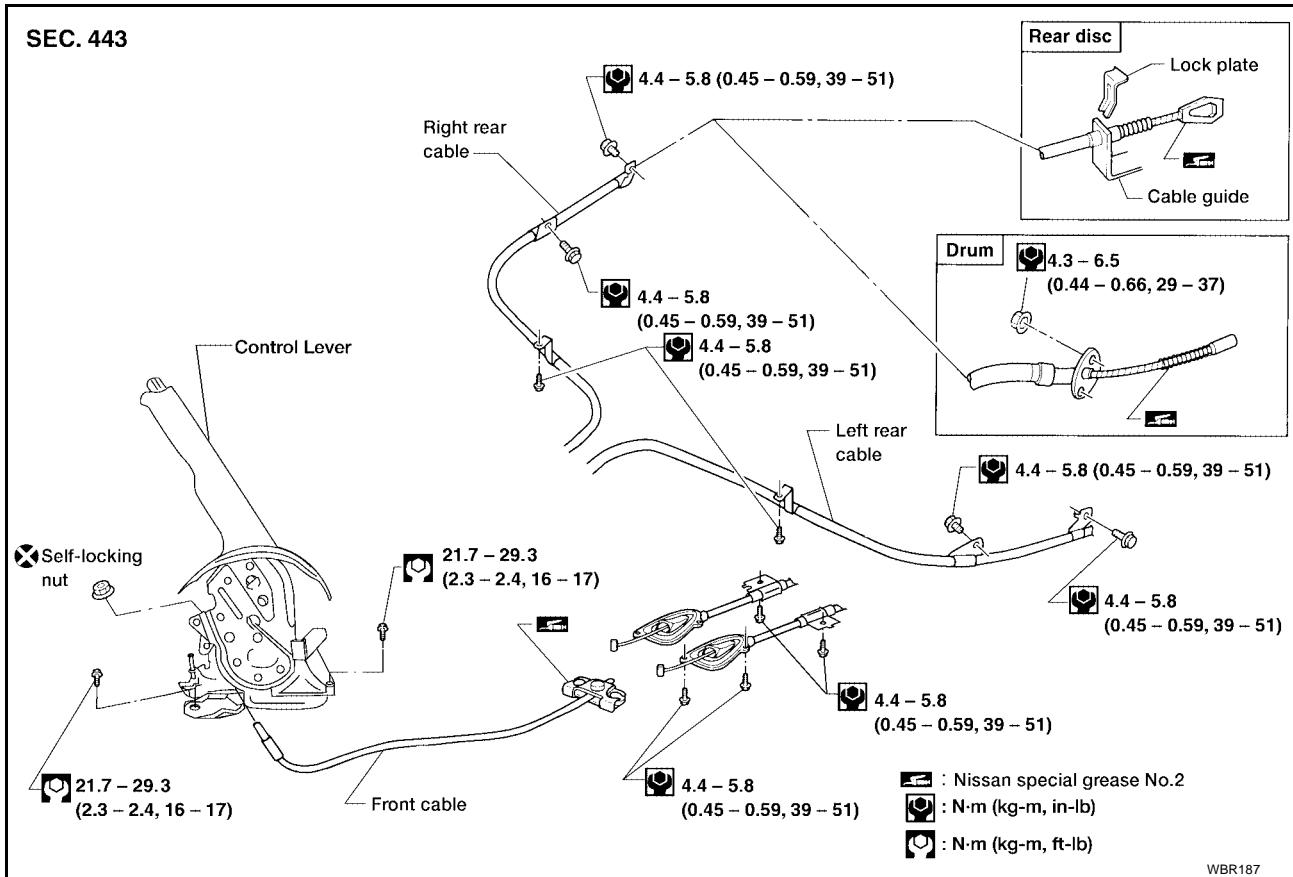 SEC. 443
4.4 – 5.8 (0.45 – 0.59, 39 – 51)
Right rear
cable
Rear disc
Lock plate
Cable guide
Drum
4.3 – 6.5
(0.44 – 0.66, 29 – 37)
4.4 – 5.8
(0.45 – 0.59, 39 – 51)
4.4 – 5.8
(0.45 – 0.59, 39 – 51)
Control Lever
Left rear
cable
4.4 – 5.8 (0.45 – 0.59, 39 – 51)
Self-locking
nut
21.7 – 29.3
(2.3 – 2.4, 16 – 17)
4.4 – 5.8
(0.45 – 0.59, 39 – 51)
4.4 – 5.8
(0.45 – 0.59, 39 – 51)
21.7 – 29.3
(2.3 – 2.4, 16 – 17)
Front cable
4.4 – 5.8
(0.45 – 0.59, 39 – 51)
: Nissan special grease No.2
: N·m (kg-m, in-lb)
: N·m (kg-m, ft-lb)
WBR187